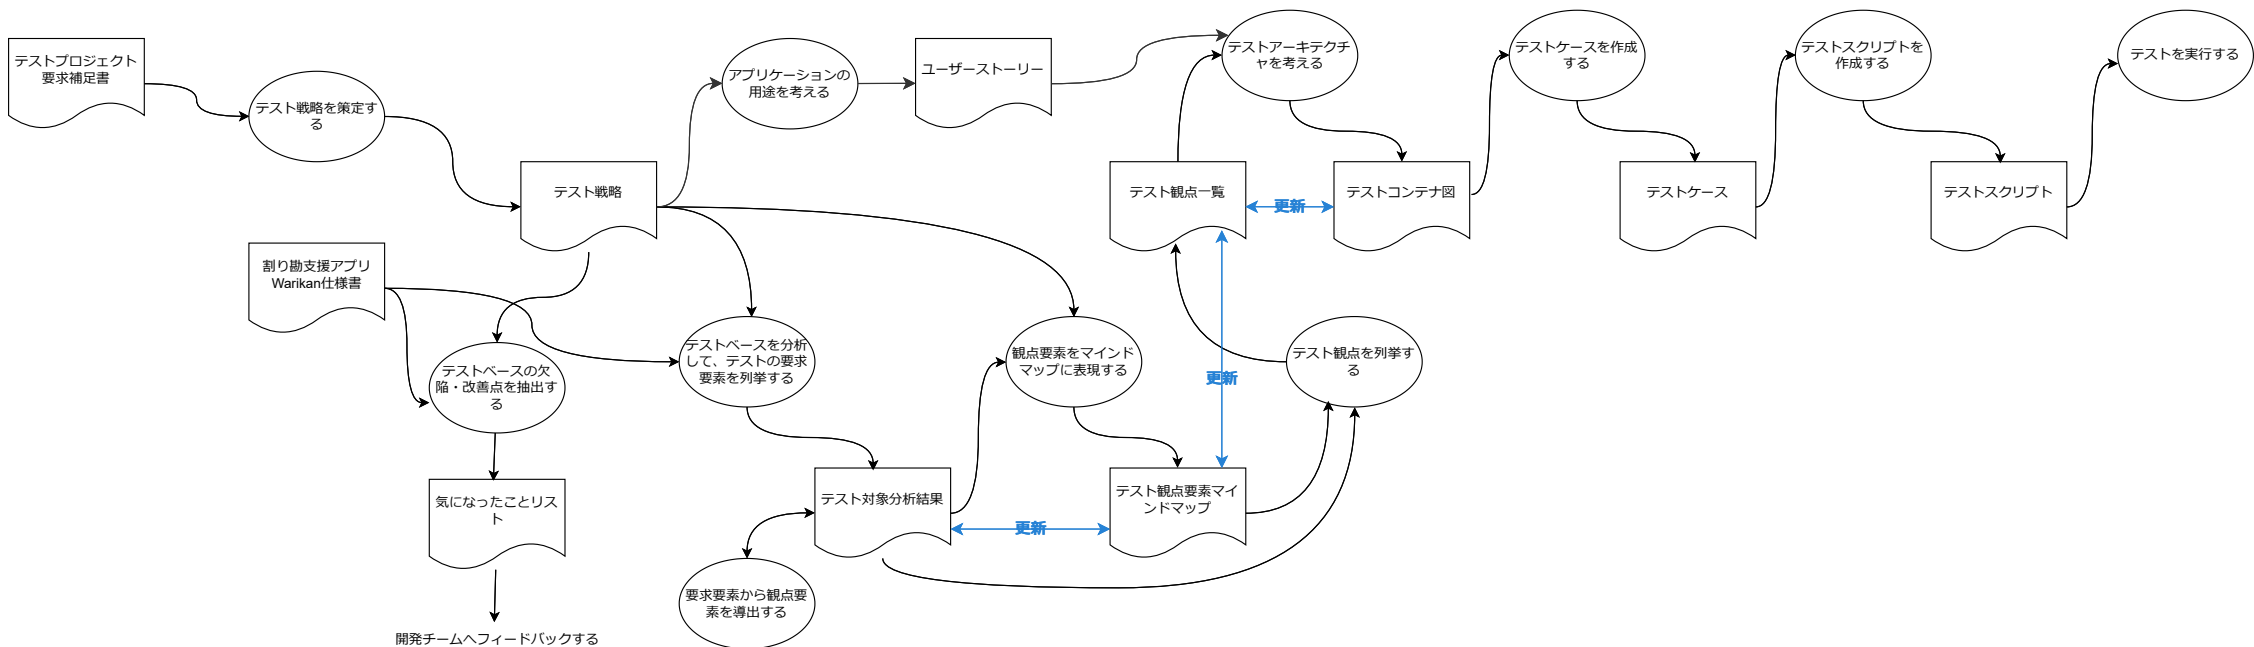 テストプロジェクト
要求補足書
テスト戦略を策定す
る
テスト戦略
アプリケーションの
用途を考える
ユーザーストーリー
テストアーキテクチ
ャを考える
テスト観点一覧
更新
テストコンテナ図
テストケースを作成
する
テストケース
テストスクリプトを
作成する
テストスクリプト
テストを実行する
割り勘支援アプリ
Warikan仕様書
テストベースの欠
陥・改善点を抽出す
る
気になったことリス
ト
開発チームへフィードバックする
テストベースを分析
して、テストの要求
要素を列挙する
テスト対象分析結果
要求要素から観点要
素を導出する
観点要素をマインド
マップに表現する
更新
テスト観点要素マイ
ンドマップ
更新
テスト観点を列挙す
る